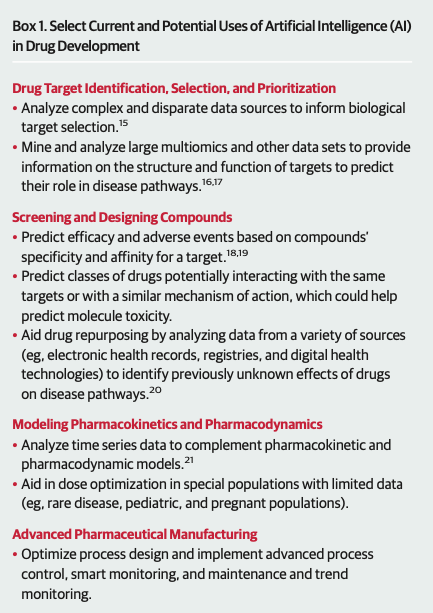 Box 1. Select Current and Potential Uses of Artificial Intelligence (AI)
in Drug Development
Drug Target Identification, Selection, and Prioritization
• Analyze complex and disparate data sources to inform biological
target selection.15
• Mine and analyze large multiomics and other data sets to provide
information on the structure and function of targets to predict
their role in disease pathways.16,17
Screening and Designing Compounds
• Predict efficacy and adverse events based on compounds'
specificity and affinity for a target.18,19
• Predict classes of drugs potentially interacting with the same
targets or with a similar mechanism of action, which could help
predict molecule toxicity.
• Aid drug repurposing by analyzing data from a variety of sources
(eg, electronic health records, registries, and digital health
technologies) to identify previously unknown effects of drugs
on disease pathways.20
Modeling Pharmacokinetics and Pharmacodynamics
• Analyze time series data to complement pharmacokinetic and
pharmacodynamic models.21
• Aid in dose optimization in special populations with limited data
(eg, rare disease, pediatric, and pregnant populations).
Advanced Pharmaceutical Manufacturing
• Optimize process design and implement advanced process
control, smart monitoring, and maintenance and trend
monitoring.